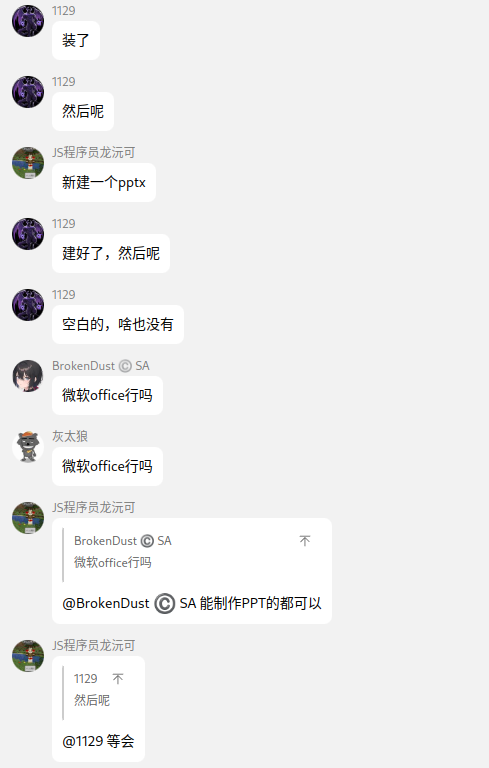 1129
装了
1129
然后呢
JS程序员龙沅可
新建一个pptx
1129
建好了，然后呢
1129
空白的，啥也没有
BrokenDust ©️ SA
微软office行吗
灰太狼
微软office行吗
JS程序员龙沅可
BrokenDust ©️ SA
微软office行吗
@BrokenDust ©️ SA 能制作PPT的都可以
JS程序员龙沅可
1129
然后呢
@1129 等会